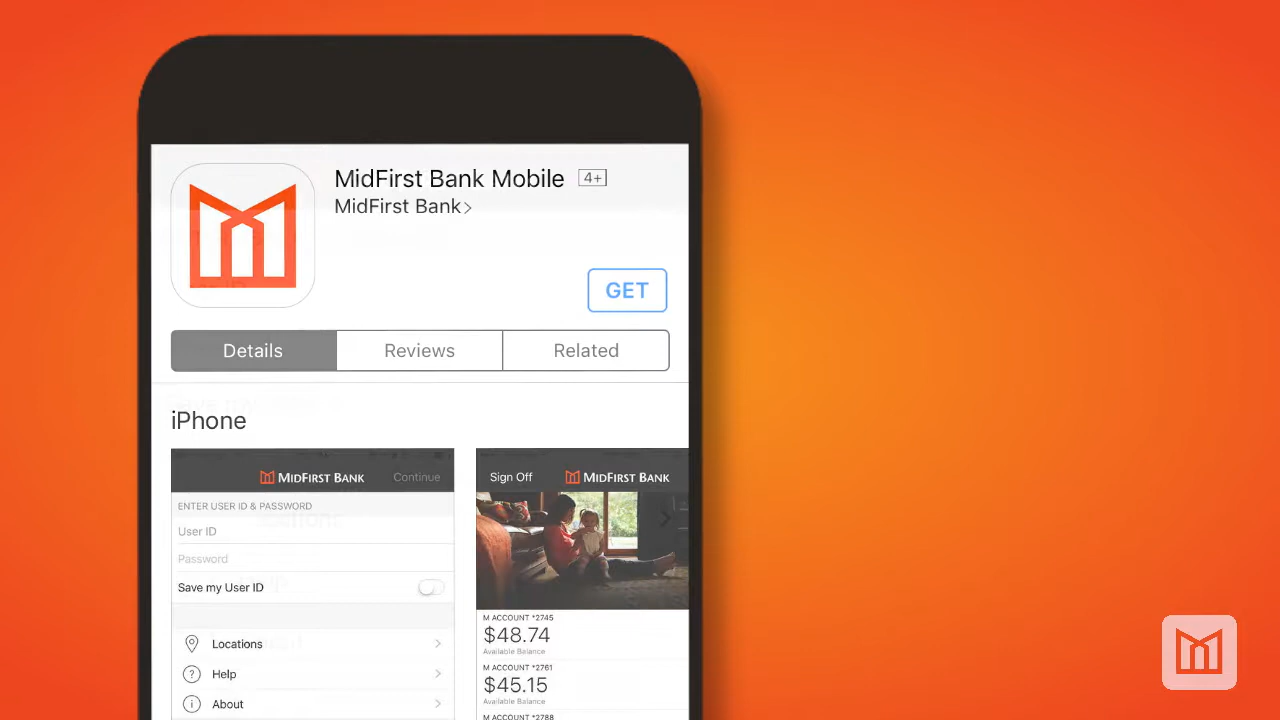 MidFirst Bank Mobile 4+
MidFirst Bank
GET
Details Reviews Related
iPhone
MIDFIRST BANK Continue
ENTER USER ID & PASSWORD
User ID
Password
Save my User ID
Locations
Help
About
Sign Off MIDFIRST BANK
M ACCOUNT *2745
$48.74
Available Balance
M ACCOUNT *2761
$45.15
Available Balance
M ACCOUNT *2788